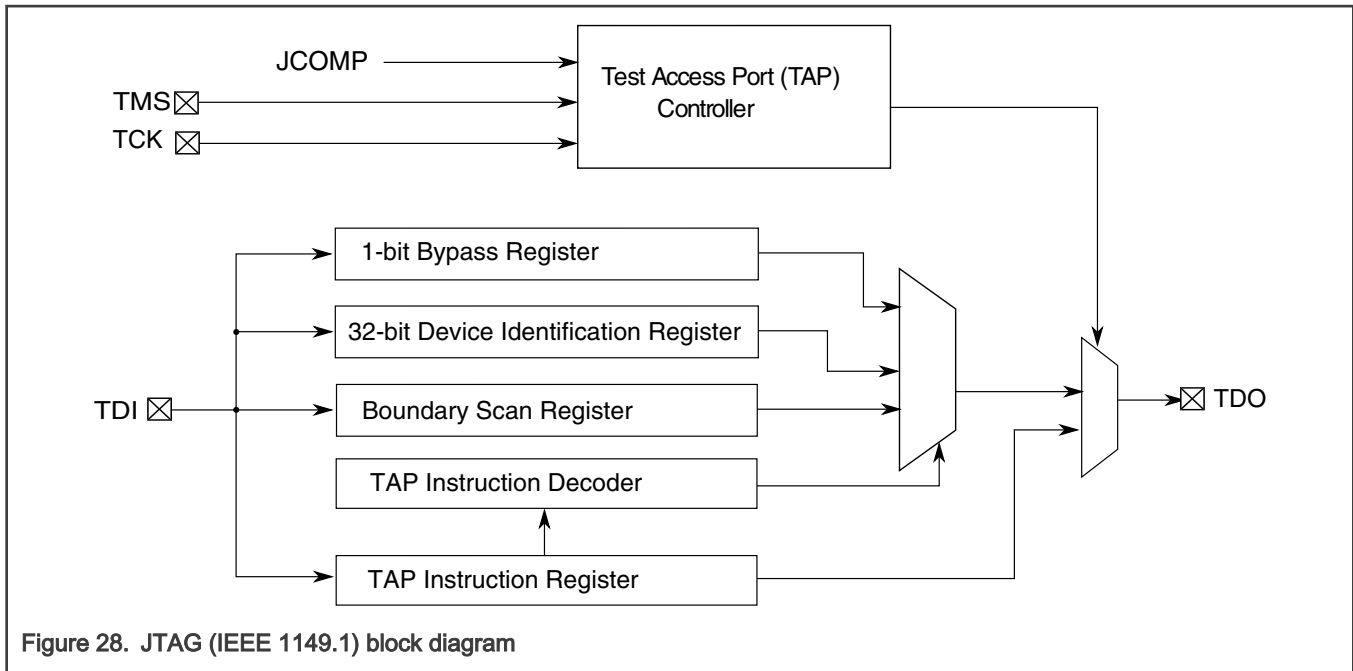 JCOMP
TMS
TCK
Test Access Port (TAP)
Controller
1-bit Bypass Register
32-bit Device Identification Register
TDI
Boundary Scan Register
TDO
TAP Instruction Decoder
TAP Instruction Register
Figure 28. JTAG (IEEE 1149.1) block diagram